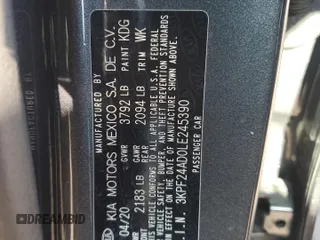 MANUFACTURED BY
KIA MOTORS MEXICO S.A. DE C.V.
04/20 GVWR 3792 LB PAINT KDG
GAWR FRONT 2183 LB REAR 2094 LB TRIM WK
THIS VEHICLE CONFORMS TO ALL APPLICABLE U.S.A. FEDERAL
MOTOR VEHICLE SAFETY, BUMPER, AND THEFT PREVENTION
STANDARDS IN EFFECT ON THE DATE OF MANUFACTURE SHOWN ABOVE.
V.I.N. : 3KPF24AD0LE245390
PASSENGER CAR
AUTOBIDCAR